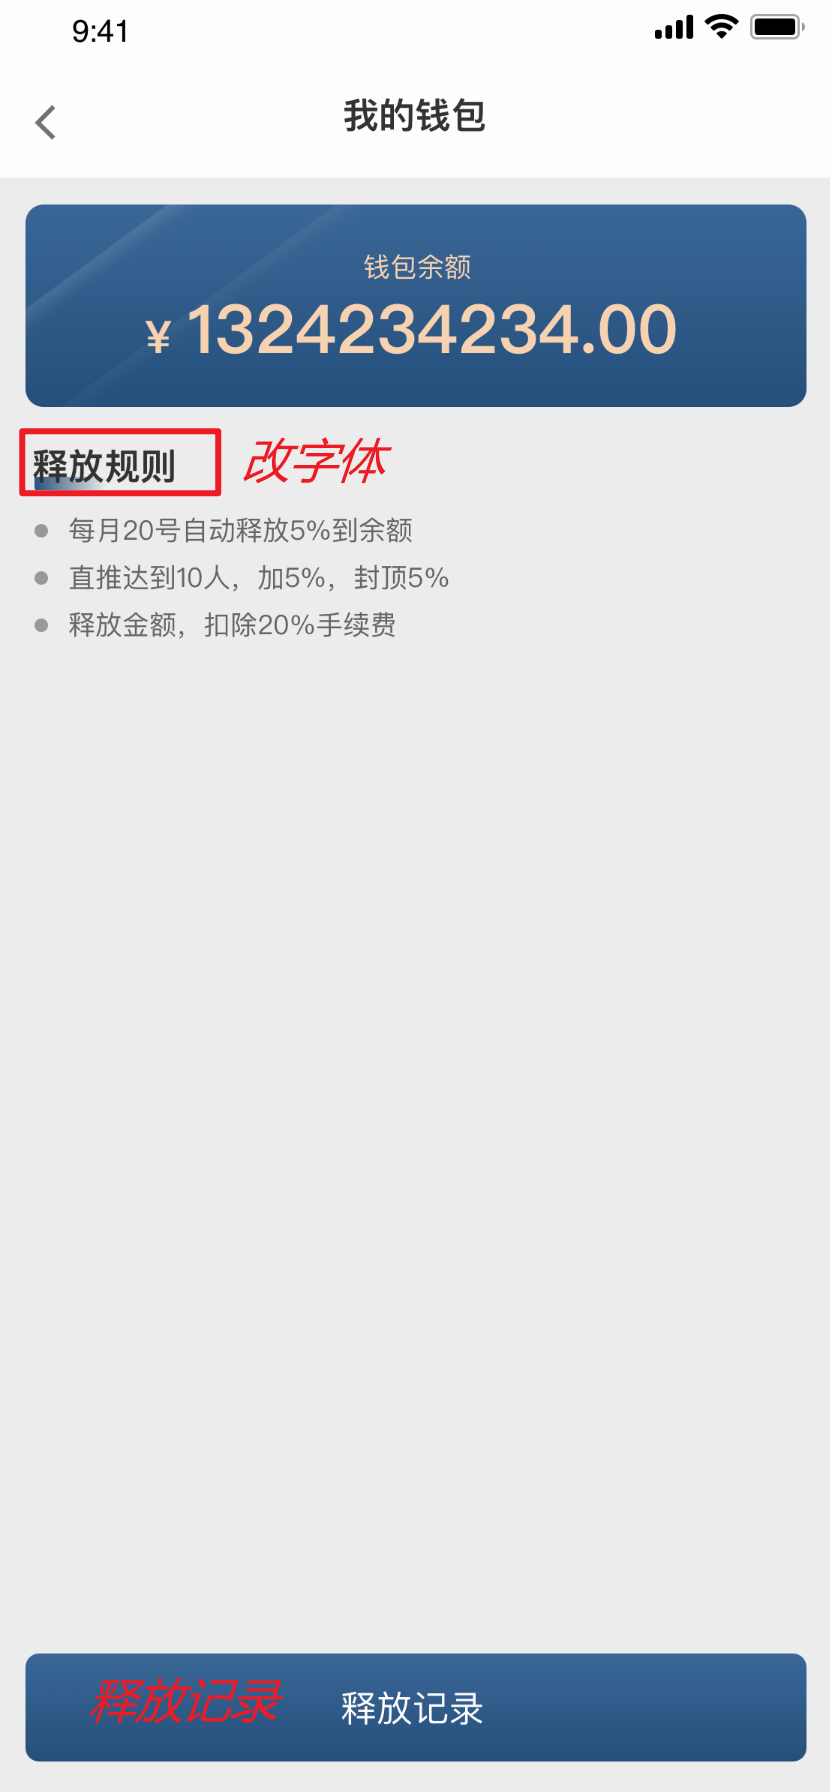 9:41
我的钱包
钱包余额
¥ 1324234234.00
释放规则 改字体
每月20号自动释放5%到余额
直推达到10人，加5%，封顶5%
释放金额，扣除20%手续费
释放记录 释放记录